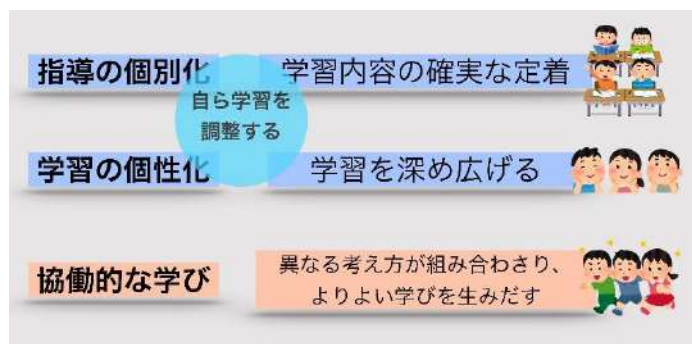 指導の個別化
学習内容の確実な定着
自ら学習を
調整する
学習の個性化
学習を深め広げる
協働的な学び
異なる考え方が組み合わさり、
よりよい学びを生みだす